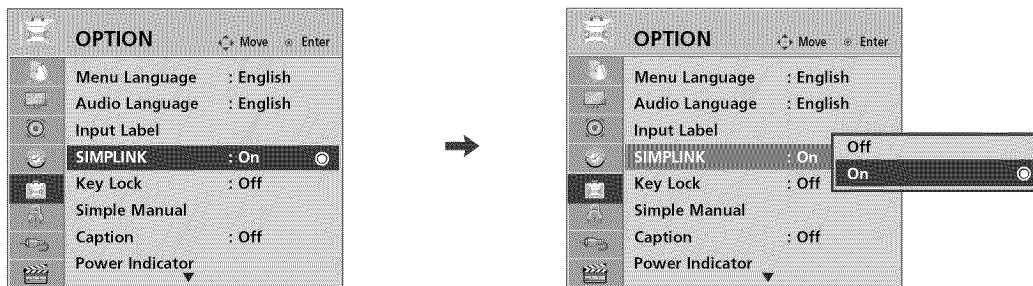 OPTION Move Enter
Menu Language : English
Audio Language : English
Input Label
SIMPLINK : On
Key Lock : Off
Simple Manual
Caption : Off
Power Indicator
OPTION Move Enter
Menu Language : English
Audio Language : English
Input Label
SIMPLINK : On
Key Lock : Off
Simple Manual
Caption : Off
Power Indicator
Off
On